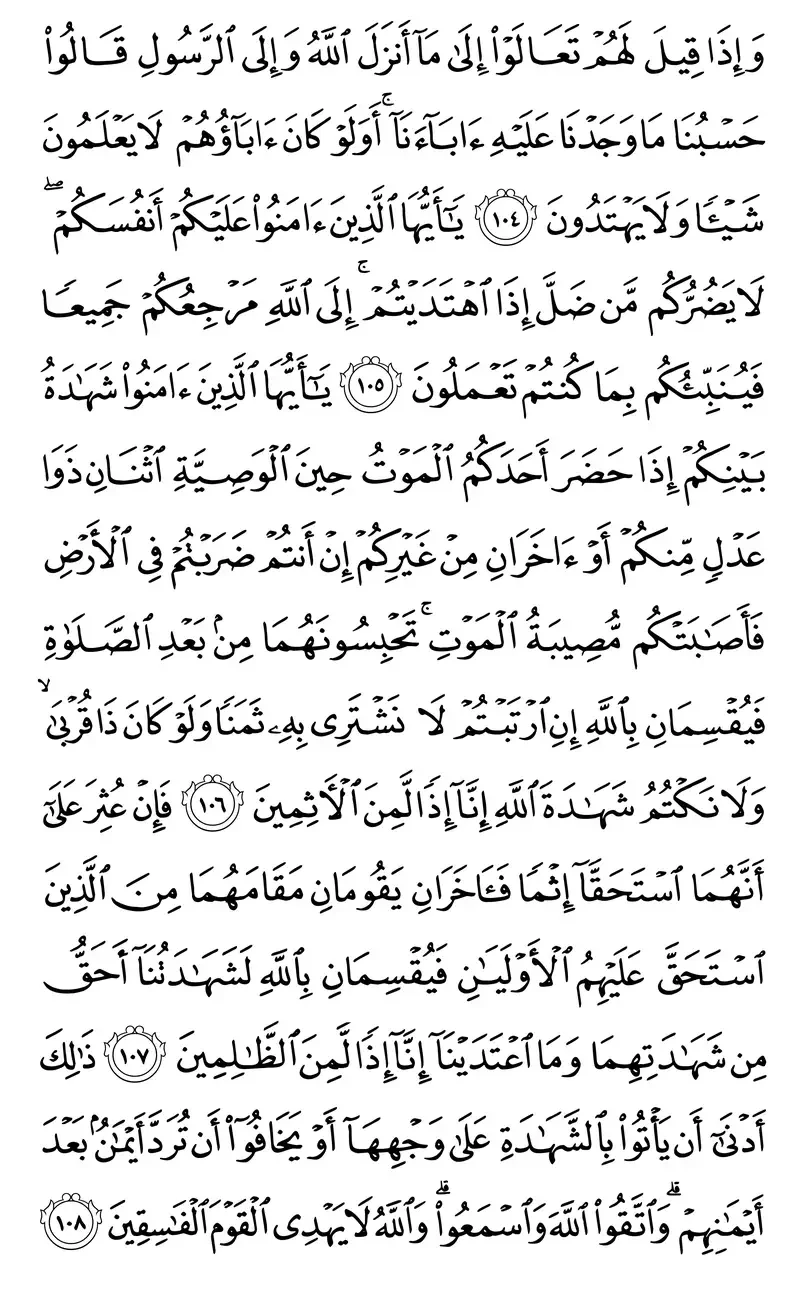 وَإِذَا قِيلَ لَهُمْ تَعَالَوْا۟ إِلَىٰ مَآ أَنزَلَ ٱللَّهُ وَإِلَى ٱلرَّسُولِ قَالُوا۟
حَسْبُنَا مَا وَجَدْنَا عَلَيْهِ ءَابَآءَنَآ ۚ أَوَلَوْ كَانَ ءَابَآؤُهُمْ لَا يَعْلَمُونَ
شَيْـًٔا وَلَا يَهْتَدُونَ ١٠٤ يَـٰٓأَيُّهَا ٱلَّذِينَ ءَامَنُوا۟ عَلَيْكُمْ أَنفُسَكُمْ ۖ
لَا يَضُرُّكُم مَّن ضَلَّ إِذَا ٱهْتَدَيْتُمْ ۚ إِلَى ٱللَّهِ مَرْجِعُكُمْ جَمِيعًا
فَيُنَبِّئُكُم بِمَا كُنتُمْ تَعْمَلُونَ ١٠٥ يَـٰٓأَيُّهَا ٱلَّذِينَ ءَامَنُوا۟ شَهَـٰدَةُ
بَيْنِكُمْ إِذَا حَضَرَ أَحَدَكُمُ ٱلْمَوْتُ حِينَ ٱلْوَصِيَّةِ ٱثْنَانِ ذَوَا
عَدْلٍ مِّنكُمْ أَوْ ءَاخَرَانِ مِنْ غَيْرِكُمْ إِنْ أَنتُمْ ضَرَبْتُمْ فِى ٱلْأَرْضِ
فَأَصَـٰبَتْكُم مُّصِيبَةُ ٱلْمَوْتِ ۚ تَحْبِسُونَهُمَا مِنۢ بَعْدِ ٱلصَّلَوٰةِ
فَيُقْسِمَانِ بِٱللَّهِ إِنِ ٱرْتَبْتُمْ لَا نَشْتَرِى بِهِۦ ثَمَنًا وَلَوْ كَانَ ذَا قُرْبَىٰ ۙ
وَلَا نَكْتُمُ شَهَـٰدَةَ ٱللَّهِ إِنَّآ إِذًا لَّمِنَ ٱلْـَٔاثِمِينَ ١٠٦ فَإِنْ عُثِرَ عَلَىٰٓ
أَنَّهُمَا ٱسْتَحَقَّآ إِثْمًا فَـَٔاخَرَانِ يَقُومَانِ مَقَامَهُمَا مِنَ ٱلَّذِينَ
ٱسْتَحَقَّ عَلَيْهِمُ ٱلْأَوْلَيَـٰنِ فَيُقْسِمَانِ بِٱللَّهِ لَشَهَـٰدَتُنَآ أَحَقُّ
مِن شَهَـٰدَتِهِمَا وَمَا ٱعْتَدَيْنَآ إِنَّآ إِذًا لَّمِنَ ٱلظَّـٰلِمِينَ ١٠٧ ذَٰلِكَ
أَدْنَىٰٓ أَن يَأْتُوا۟ بِٱلشَّهَـٰدَةِ عَلَىٰ وَجْهِهَآ أَوْ يَخَافُوٓا۟ أَن تُرَدَّ أَيْمَـٰنٌۢ بَعْدَ
أَيْمَـٰنِهِمْ ۗ وَٱتَّقُوا۟ ٱللَّهَ وَٱسْمَعُوا۟ ۗ وَٱللَّهُ لَا يَهْدِى ٱلْقَوْمَ ٱلْفَـٰسِقِينَ ١٠٨